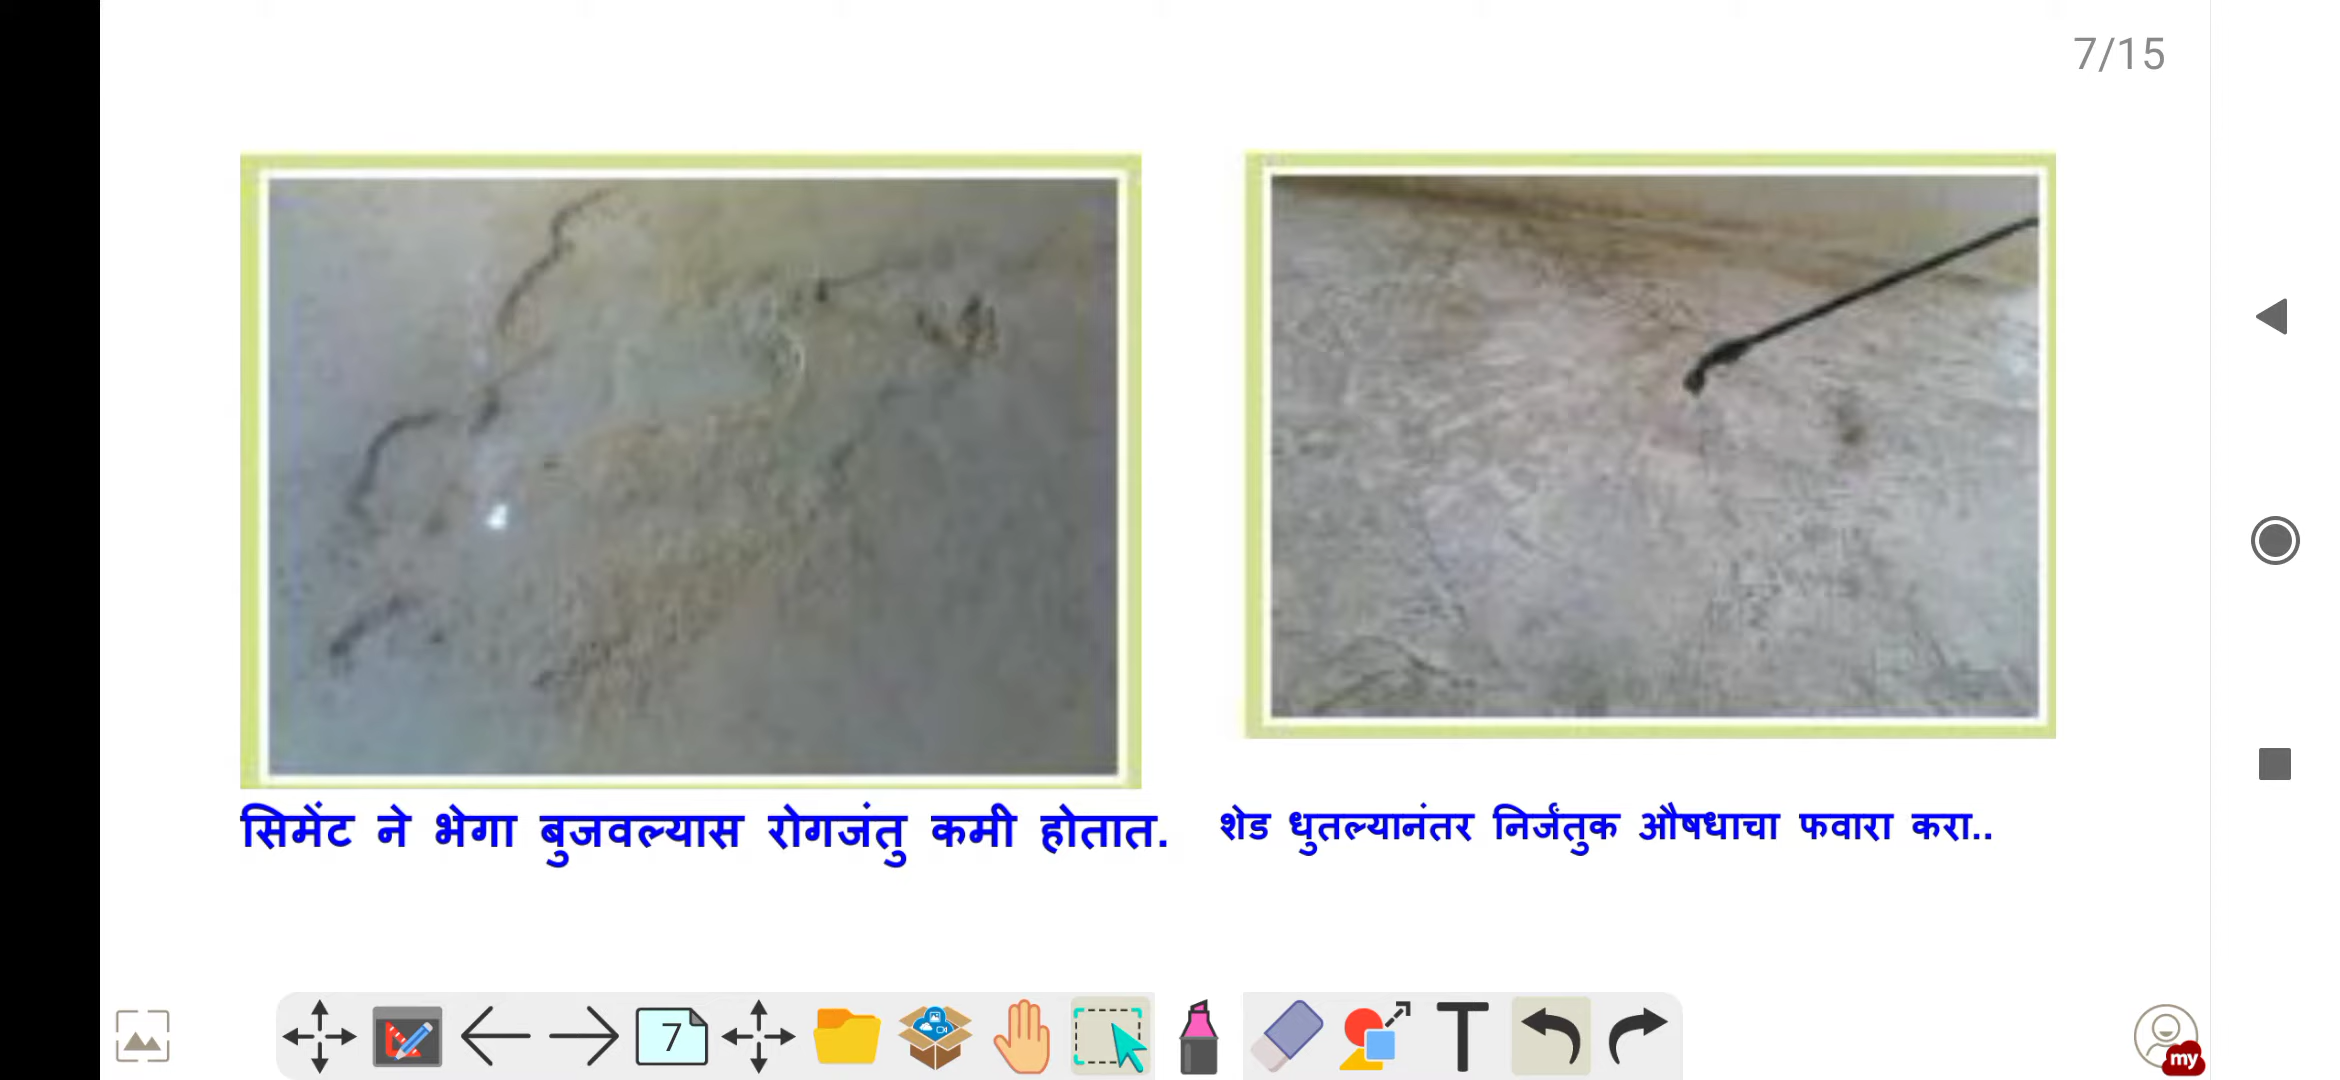 7/15
सिमेंट ने भेगा बुजवल्यास रोगजंतु कमी होतात.
शेड धुतल्यानंतर निर्जंतुक औषधाचा फवारा करा..
7
T
my